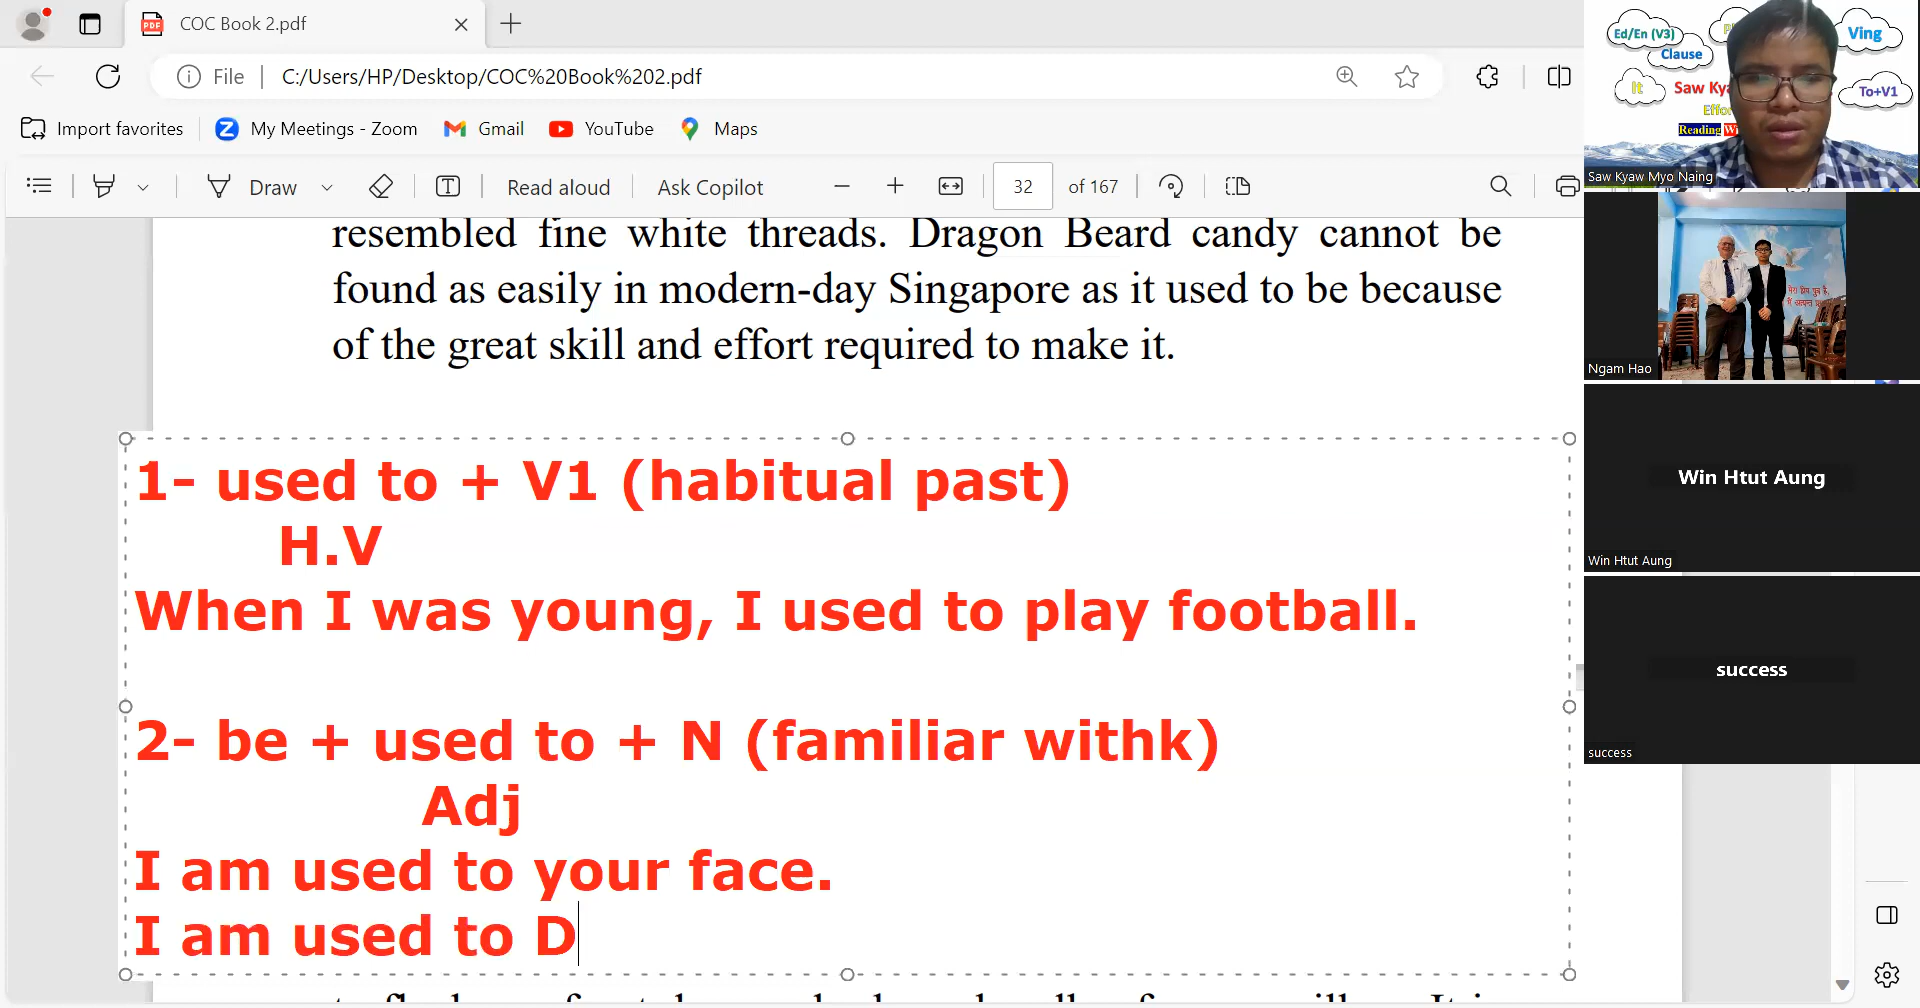 COC Book 2.pdf
File
C:/Users/HP/Desktop/COC%20Book%202.pdf
Import favorites
My Meetings - Zoom
Gmail
YouTube
Maps
Draw
Read aloud
Ask Copilot
32
of 167
resembled fine white threads. Dragon Beard candy cannot be
found as easily in modern-day Singapore as it used to be because
of the great skill and effort required to make it.
1- used to + V1 (habitual past)
H.V
When I was young, I used to play football.
2- be + used to + N (familiar withk)
Adj
I am used to your face.
I am used to D
Ed/En (V3)
Clause
Ving
It
Saw Kya
To+V1
Effor
Reading Wi
Saw Kyaw Myo Naing
Ngam Hao
Win Htut Aung
Win Htut Aung
success
success